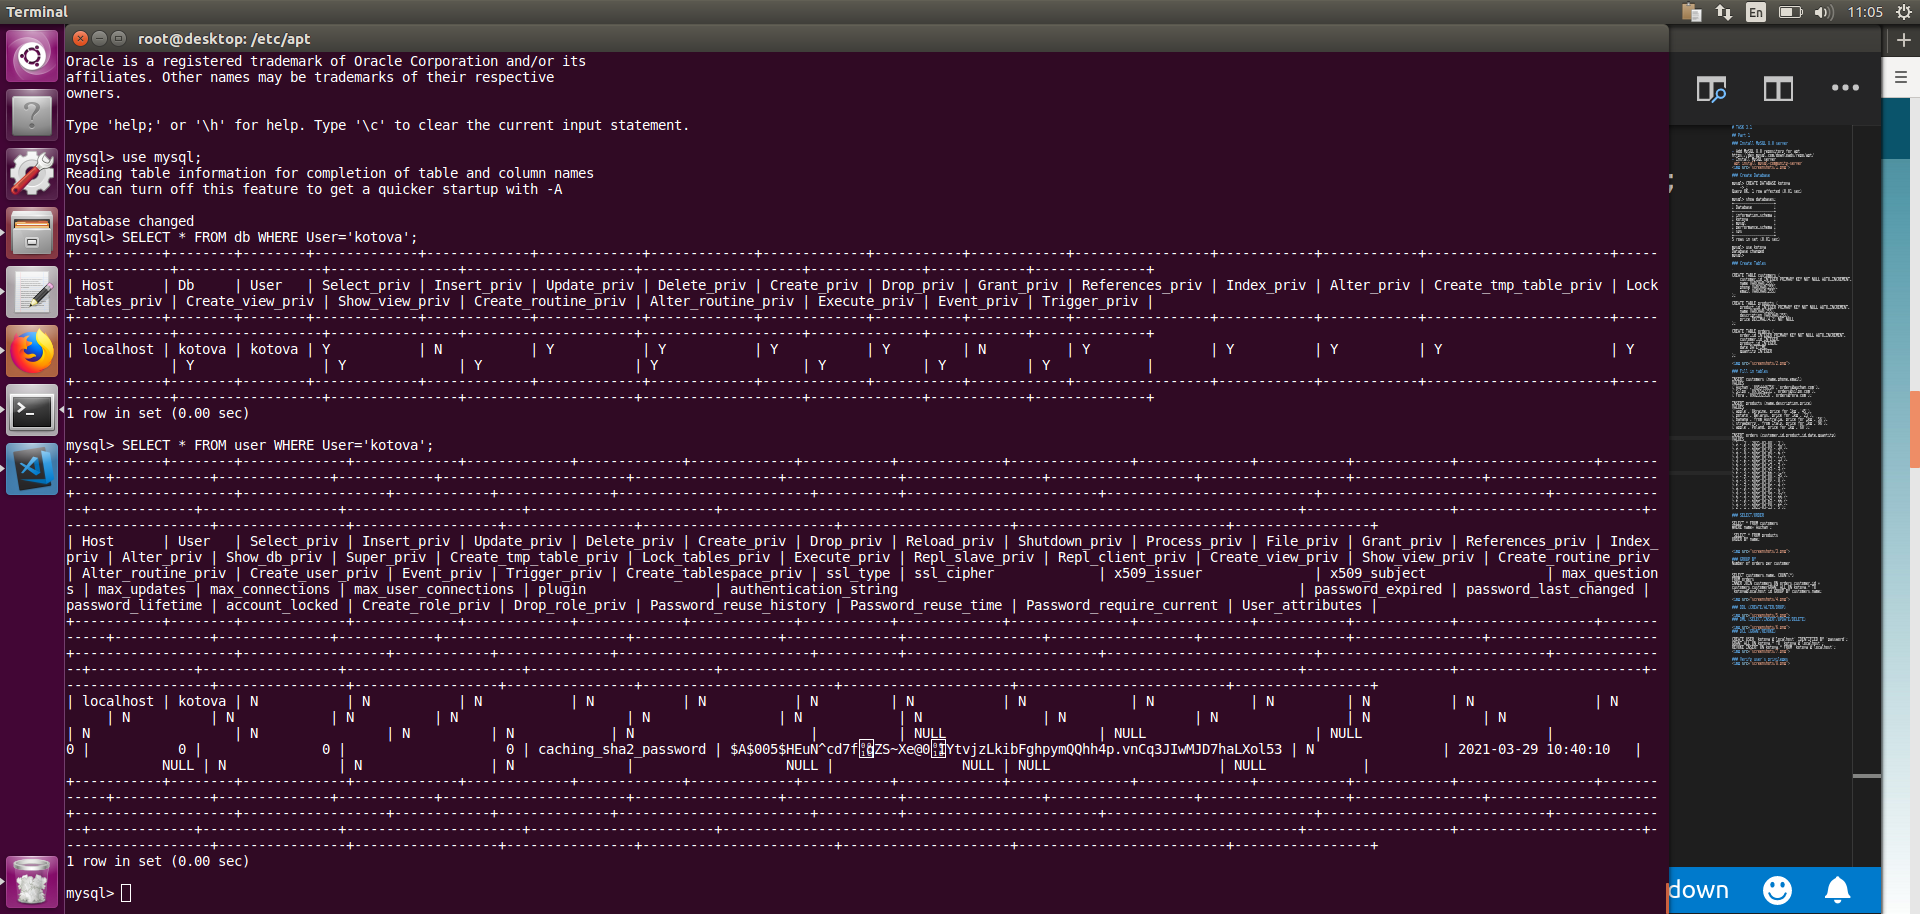 Terminal
En
11:05
root@desktop: /etc/apt
Oracle is a registered trademark of Oracle Corporation and/or its
affiliates. Other names may be trademarks of their respective
owners.
Type 'help;' or '\h' for help. Type '\c' to clear the current input statement.
mysql> use mysql;
Reading table information for completion of table and column names
You can turn off this feature to get a quicker startup with -A
Database changed
mysql> SELECT * FROM db WHERE User='kotova';
| Host | Db | User | Select_priv | Insert_priv | Update_priv | Delete_priv | Create_priv | Drop_priv | Grant_priv | References_priv | Index_priv | Alter_priv | Create_tmp_table_priv | Lock
_tables_priv | Create_view_priv | Show_view_priv | Create_routine_priv | Alter_routine_priv | Execute_priv | Event_priv | Trigger_priv |
| localhost | kotova | kotova | Y | N | Y | Y | Y | Y | N | Y | Y | Y | Y | Y
| Y | Y | Y | Y | Y | Y | Y |
1 row in set (0.00 sec)
mysql> SELECT * FROM user WHERE User='kotova';
| Host | User | Select_priv | Insert_priv | Update_priv | Delete_priv | Create_priv | Drop_priv | Reload_priv | Shutdown_priv | Process_priv | File_priv | Grant_priv | References_priv | Index_
priv | Alter_priv | Show_db_priv | Super_priv | Create_tmp_table_priv | Lock_tables_priv | Execute_priv | Repl_slave_priv | Repl_client_priv | Create_view_priv | Show_view_priv | Create_routine_priv
| Alter_routine_priv | Create_user_priv | Event_priv | Trigger_priv | Create_tablespace_priv | ssl_type | ssl_cipher | x509_issuer | x509_subject | max_question
s | max_updates | max_connections | max_user_connections | plugin | authentication_string | password_expired | password_last_changed |
password_lifetime | account_locked | Create_role_priv | Drop_role_priv | Password_reuse_history | Password_reuse_time | Password_require_current | User_attributes |
| localhost | kotova | N | N | N | N | N | N | N | N | N | N | N | N | N
| N | N | N | N | N | N | N | N | N | N | N
| N | N | N | N | N | | NULL | NULL | NULL |
0 | 0 | 0 | 0 | caching_sha2_password | $A$005$HEuN^cd7f gZS~Xe@0 IYtvjzLkibFghpymQQhh4p.vnCq3JIwMJD7haLXol53 | N | 2021-03-29 10:40:10 |
NULL | N | N | N | NULL | NULL | NULL | NULL |
1 row in set (0.00 sec)
mysql>
down